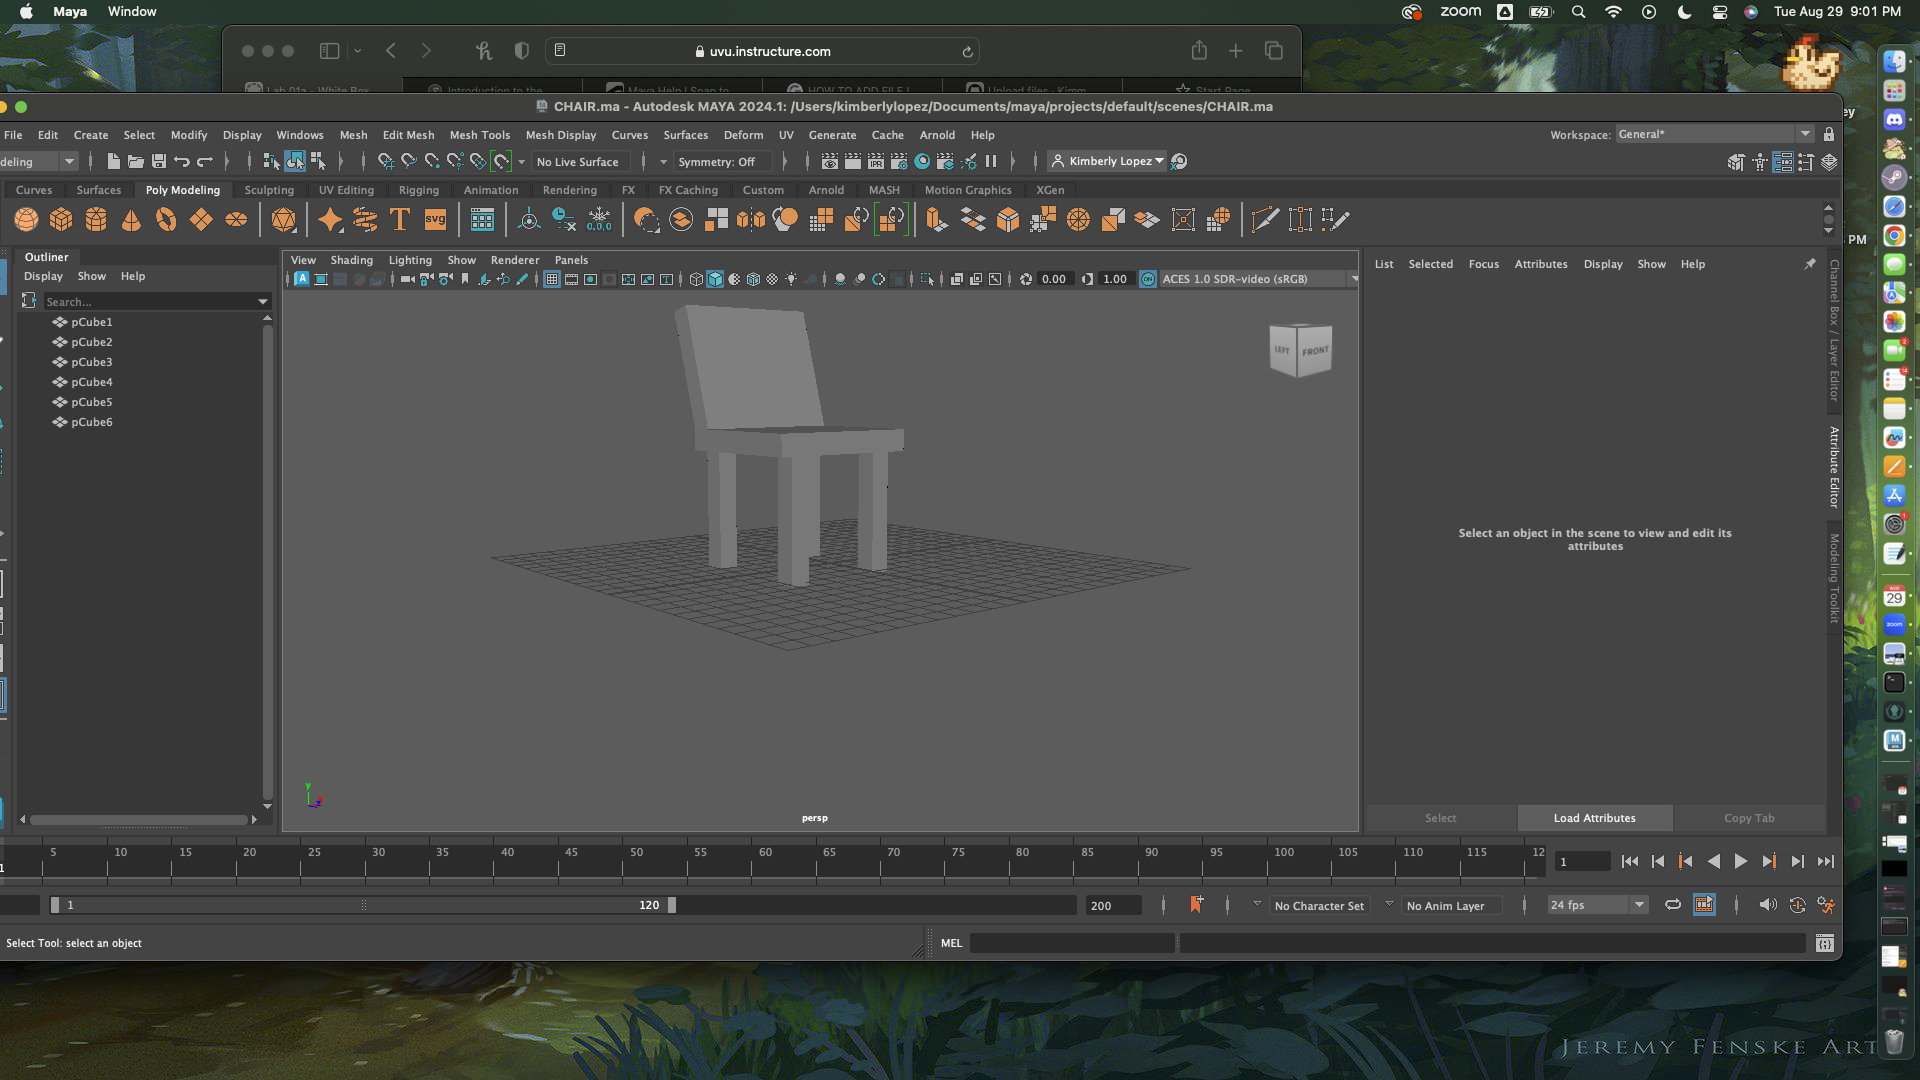 Maya Window
zoom
Tue Aug 29 9:01 PM
uvu.instructure.com
Lab 01a - White Box
Introduction to the
Maya Help | Snap to
HOW TO ADD FILE I
Upload files - Kimm
Start Page
CHAIR.ma - Autodesk MAYA 2024.1: /Users/kimberlylopez/Documents/maya/projects/default/scenes/CHAIR.ma
File Edit Create Select Modify Display Windows Mesh Edit Mesh Mesh Tools Mesh Display Curves Surfaces Deform UV Generate Cache Arnold Help
Workspace: General*
deling
No Live Surface
Symmetry: Off
IPR
Kimberly Lopez
Curves Surfaces Poly Modeling Sculpting UV Editing Rigging Animation Rendering FX FX Caching Custom Arnold MASH Motion Graphics XGen
T
svg
0,0,0
PM
Outliner
Display Show Help
Search...
pCube1
pCube2
pCube3
pCube4
pCube5
pCube6
View Shading Lighting Show Renderer Panels
0.00
1.00
ON
ACES 1.0 SDR-video (sRGB)
LEFT
FRONT
y
z
persp
List Selected Focus Attributes Display Show Help
Select an object in the scene to view and edit its
attributes
Channel Box / Layer Editor
Attribute Editor
Modeling Toolkit
Select
Load Attributes
Copy Tab
5 10 15 20 25 30 35 40 45 50 55 60 65 70 75 80 85 90 95 100 105 110 115 12
1
1
1
120
200
No Character Set
No Anim Layer
24 fps
Select Tool: select an object
MEL
AUG
29
zoom
M
Jeremy Fenske Art